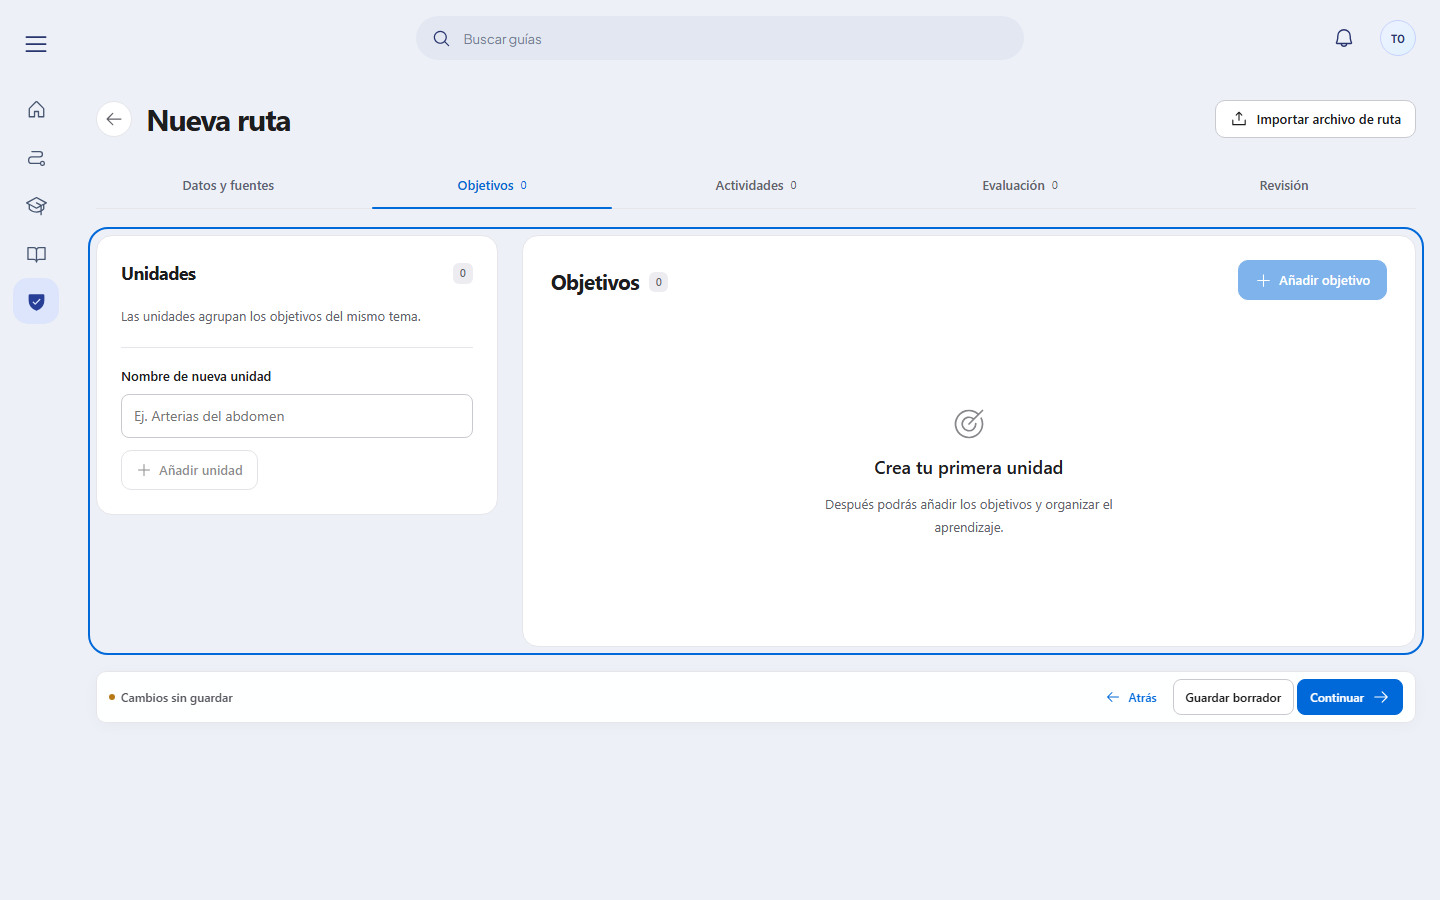 Buscar guías
TO
Nueva ruta
Importar archivo de ruta
Datos y fuentes
Objetivos 0
Actividades 0
Evaluación 0
Revisión
Unidades
0
Las unidades agrupan los objetivos del mismo tema.
Nombre de nueva unidad
Ej. Arterias del abdomen
Añadir unidad
Objetivos 0
Añadir objetivo
Crea tu primera unidad
Después podrás añadir los objetivos y organizar el
aprendizaje.
Cambios sin guardar
Atrás
Guardar borrador
Continuar